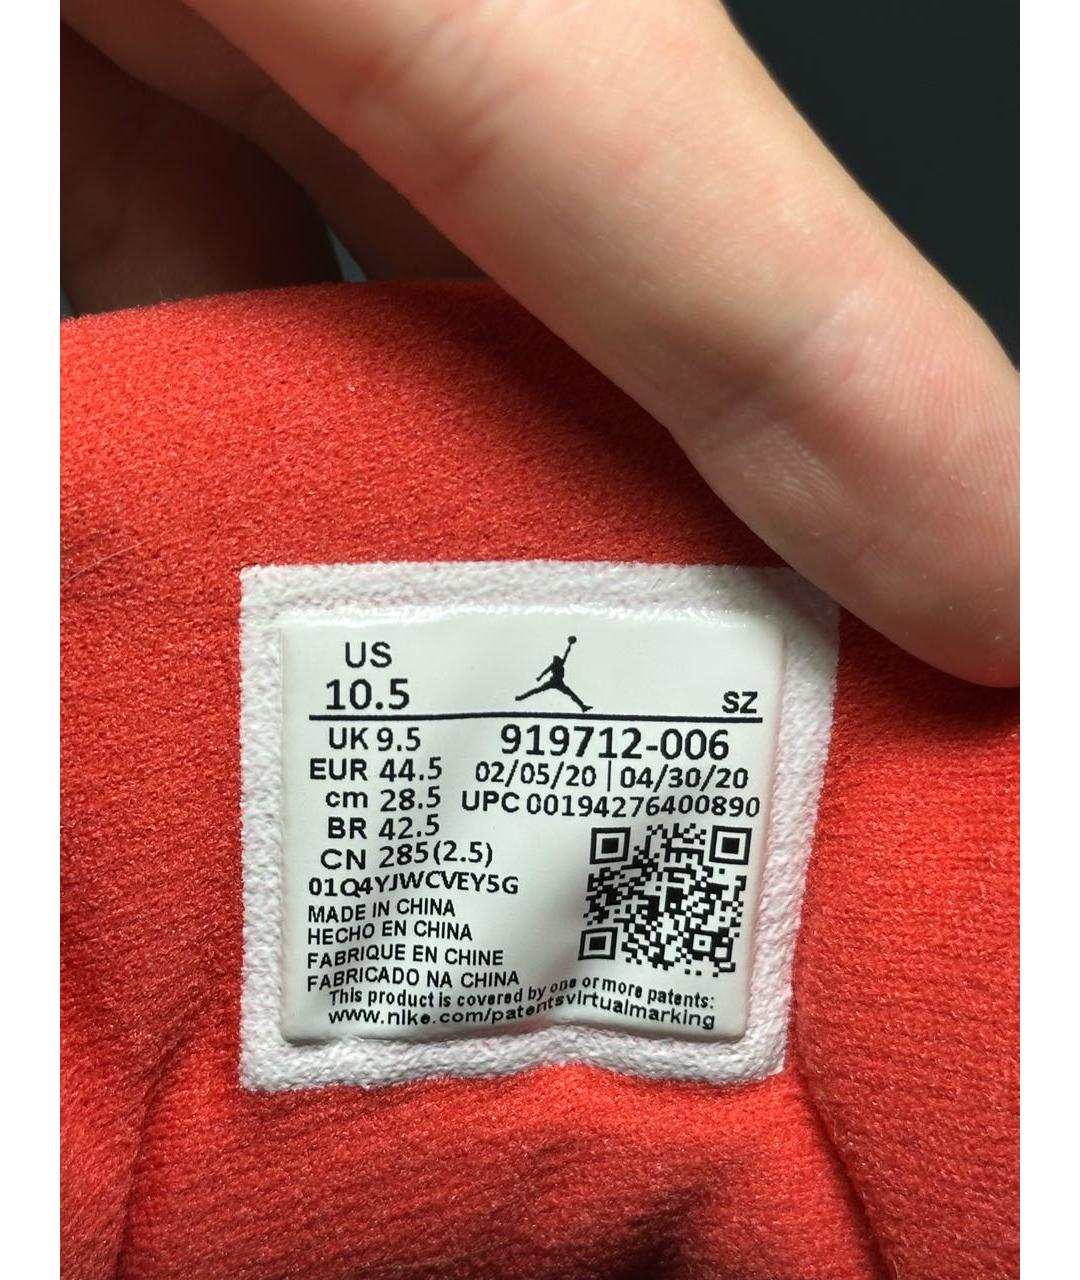 US
10.5
SZ
UK 9.5
919712-006
EUR 44.5
02/05/20 | 04/30/20
cm 28.5
UPC 00194276400890
BR 42.5
CN 285(2.5)
01Q4YJWCVEY5G
MADE IN CHINA
HECHO EN CHINA
FABRIQUE EN CHINE
FABRICADO NA CHINA
This product is covered by one or more patents:
www.nike.com/patentsvirtualmarking